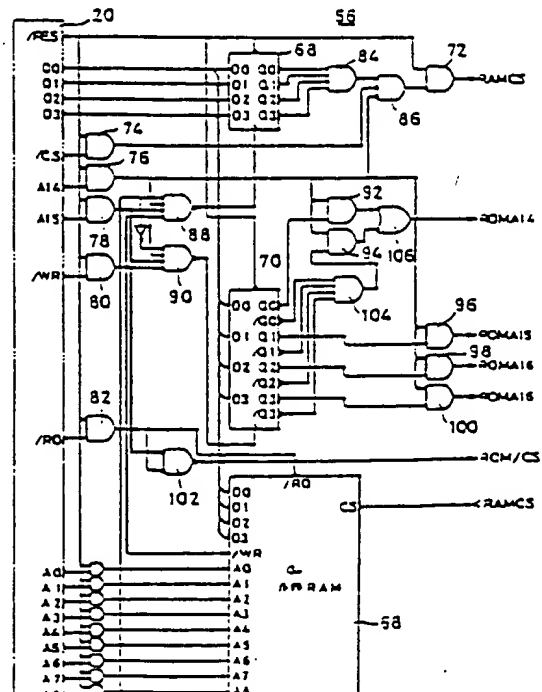 20
56
/RES
68
84
72
D0
D1
D2
D3
D0 Q0
D1 Q1
D2 Q2
D3 Q3
RAMCS
86
74
/CS
76
A14
A15
78
88
92
94
106
ROMA14
/WR
80
90
70
104
96
ROMA15
98
ROMA16
ROMA16
100
D0 Q0
/Q0
D1 Q1
/Q1
D2 Q2
/Q2
D3 Q3
/Q3
82
/RD
102
ROM/CS
/RD
D0
D1
D2
D3
/WR
CS
RAMCS
RAM
58
A0 A0
A1 A1
A2 A2
A3 A3
A4 A4
A5 A5
A6 A6
A7 A7